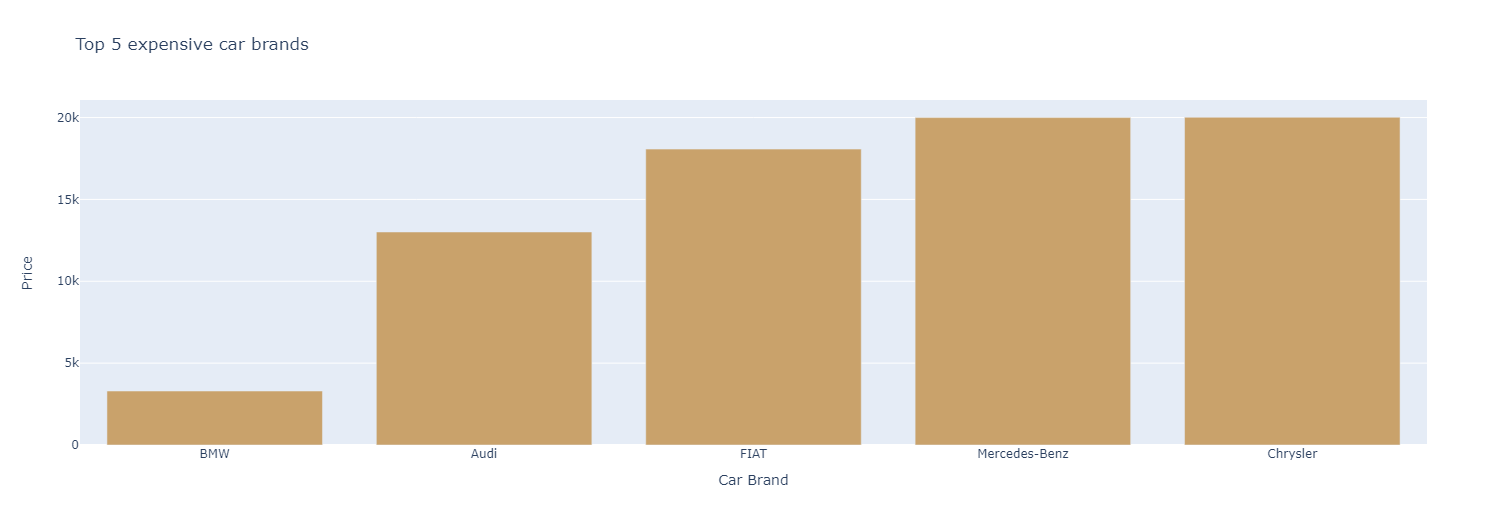 Top 5 expensive car brands
20k
15k
10k
5k
0
Price
BMW Audi FIAT Mercedes-Benz Chrysler
Car Brand